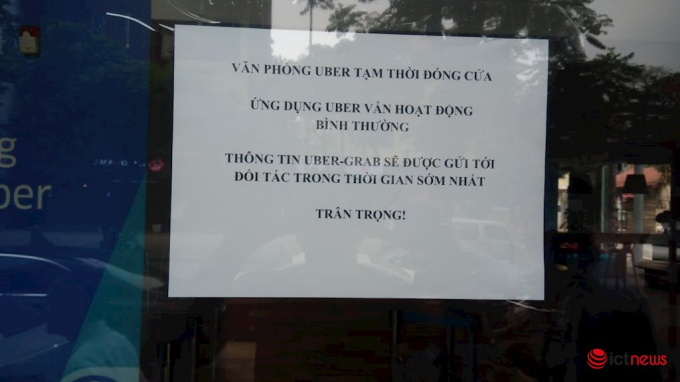 VĂN PHÒNG UBER TẠM THỜI ĐÓNG CỬA
ỨNG DỤNG UBER VẪN HOẠT ĐỘNG
BÌNH THƯỜNG
THÔNG TIN UBER-GRAB SẼ ĐƯỢC GỬI TỚI
ĐỐI TÁC TRONG THỜI GIAN SỚM NHẤT
TRÂN TRỌNG!
ictnews